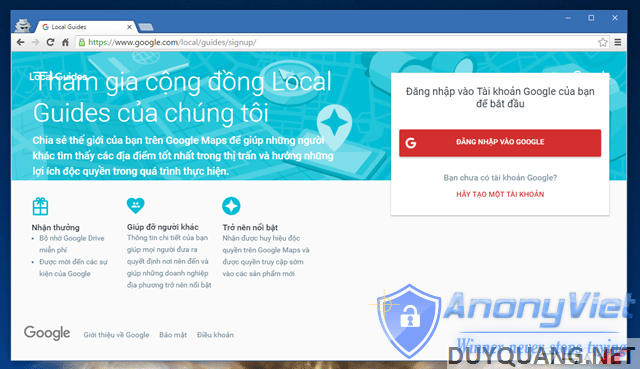 Local Guides
https://www.google.com/local/guides/signup/
Local Guides
Tham gia cộng đồng Local
Guides của chúng tôi
Chia sẻ thế giới của bạn trên Google Maps để giúp những người
khác tìm thấy các địa điểm tốt nhất trong thị trấn và hưởng những
lợi ích độc quyền trong quá trình thực hiện.
Đăng nhập vào Tài khoản Google của bạn
để bắt đầu
G
ĐĂNG NHẬP VÀO GOOGLE
Bạn chưa có tài khoản Google?
HÃY TẠO MỘT TÀI KHOẢN
Nhận thưởng
Bộ nhớ Google Drive
miễn phí
Được mời đến các sự
kiện của Google
Giúp đỡ người khác
Thông tin chi tiết của bạn
giúp mọi người đưa ra
quyết định nơi nên đến và
giúp những doanh nghiệp
địa phương trở nên nổi bật
Trở nên nổi bật
Nhận được huy hiệu độc
quyền trên Google Maps và
được quyền truy cập sớm
vào các sản phẩm mới
Google
Giới thiệu về Google
Bảo mật
Điều khoản
AnonyViet
Winner never stops trying
DUYQUANG.NET